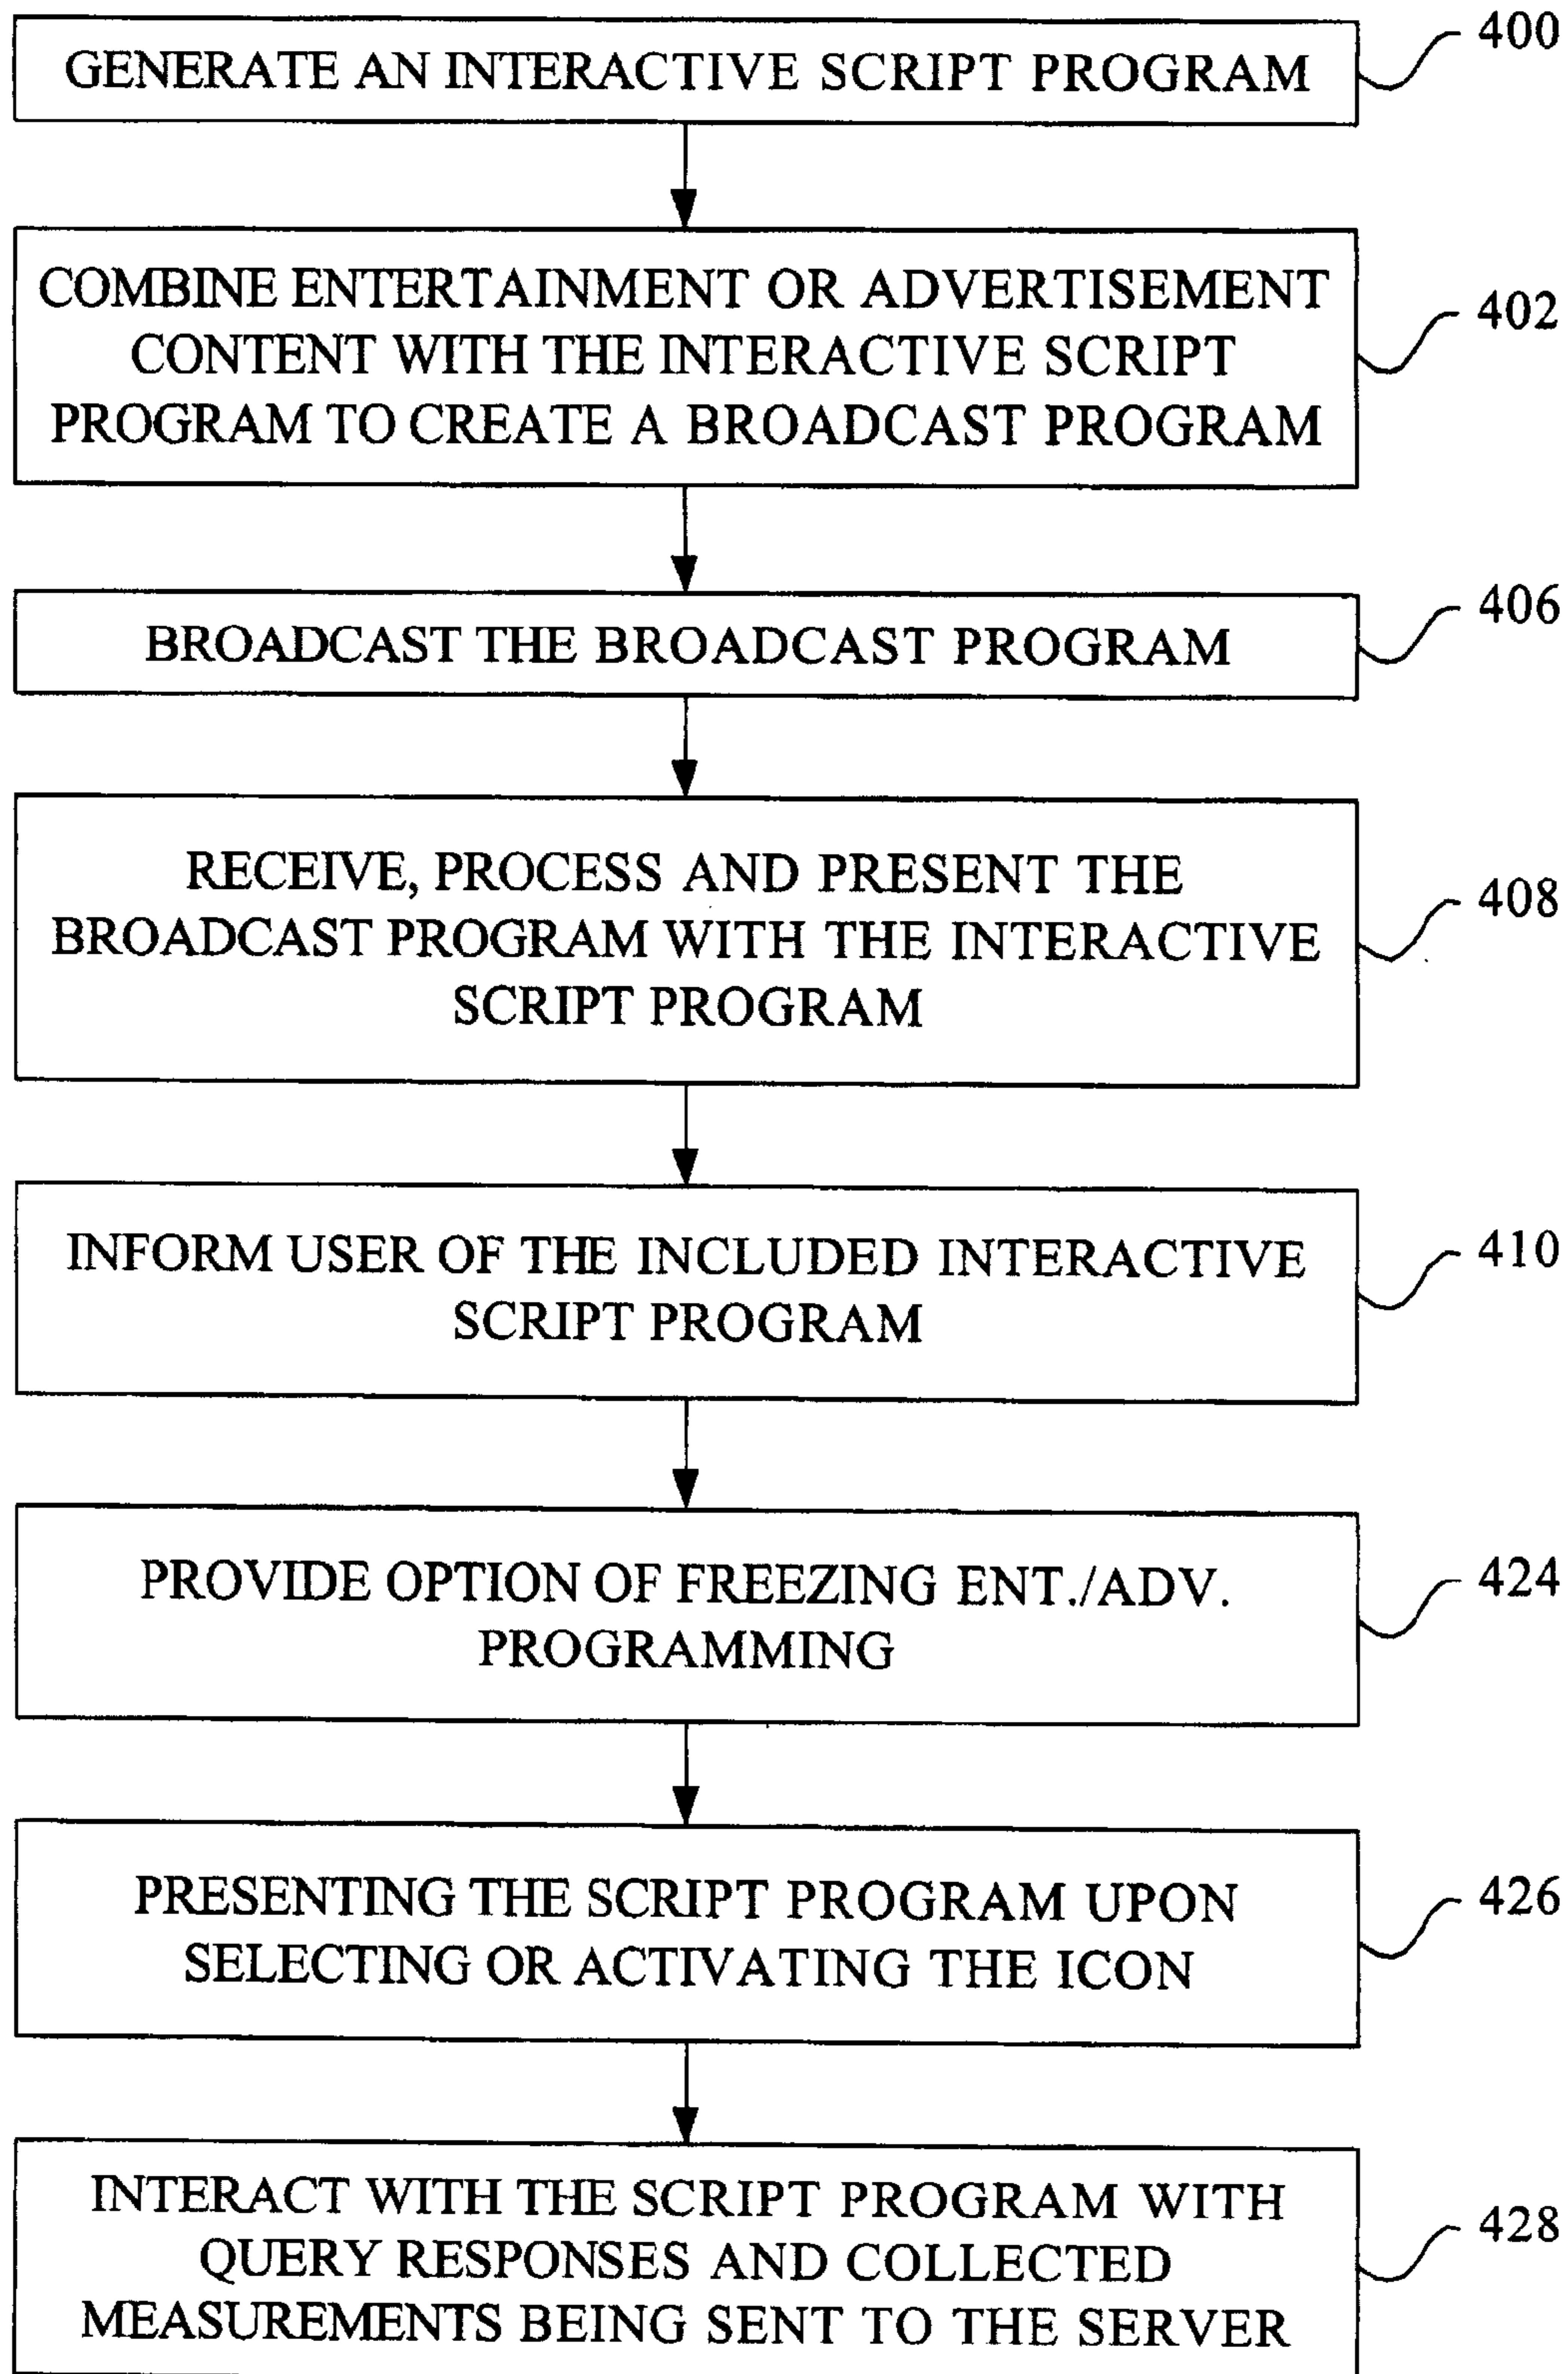 GENERATE AN INTERACTIVE SCRIPT PROGRAM
400
COMBINE ENTERTAINMENT OR ADVERTISEMENT
CONTENT WITH THE INTERACTIVE SCRIPT
PROGRAM TO CREATE A BROADCAST PROGRAM
402
BROADCAST THE BROADCAST PROGRAM
406
RECEIVE, PROCESS AND PRESENT THE
BROADCAST PROGRAM WITH THE INTERACTIVE
SCRIPT PROGRAM
408
INFORM USER OF THE INCLUDED INTERACTIVE
SCRIPT PROGRAM
410
PROVIDE OPTION OF FREEZING ENT./ADV.
PROGRAMMING
424
PRESENTING THE SCRIPT PROGRAM UPON
SELECTING OR ACTIVATING THE ICON
426
INTERACT WITH THE SCRIPT PROGRAM WITH
QUERY RESPONSES AND COLLECTED
MEASUREMENTS BEING SENT TO THE SERVER
428